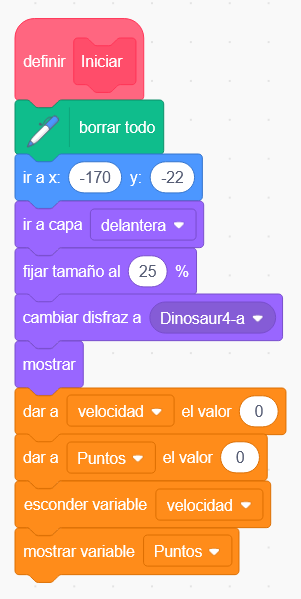 definir Iniciar
borrar todo
ir a x: -170 y: -22
ir a capa delantera
fijar tamaño al 25 %
cambiar disfraz a Dinosaur4-a
mostrar
dar a velocidad el valor 0
dar a Puntos el valor 0
esconder variable velocidad
mostrar variable Puntos